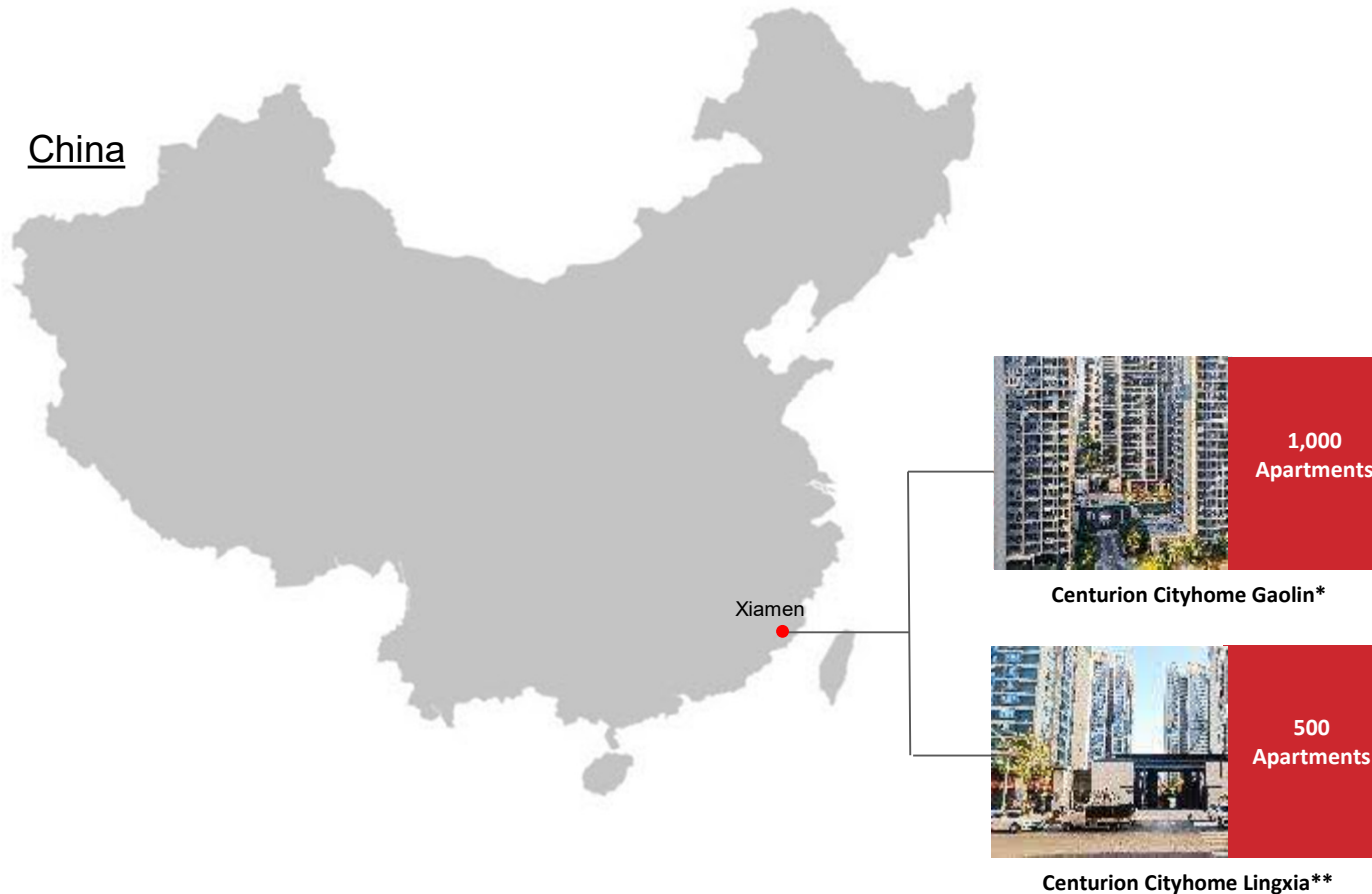 China
1,000
Apartments
Centurion Cityhome Gaolin*
Xiamen
500
Apartments
Centurion Cityhome Lingxia**